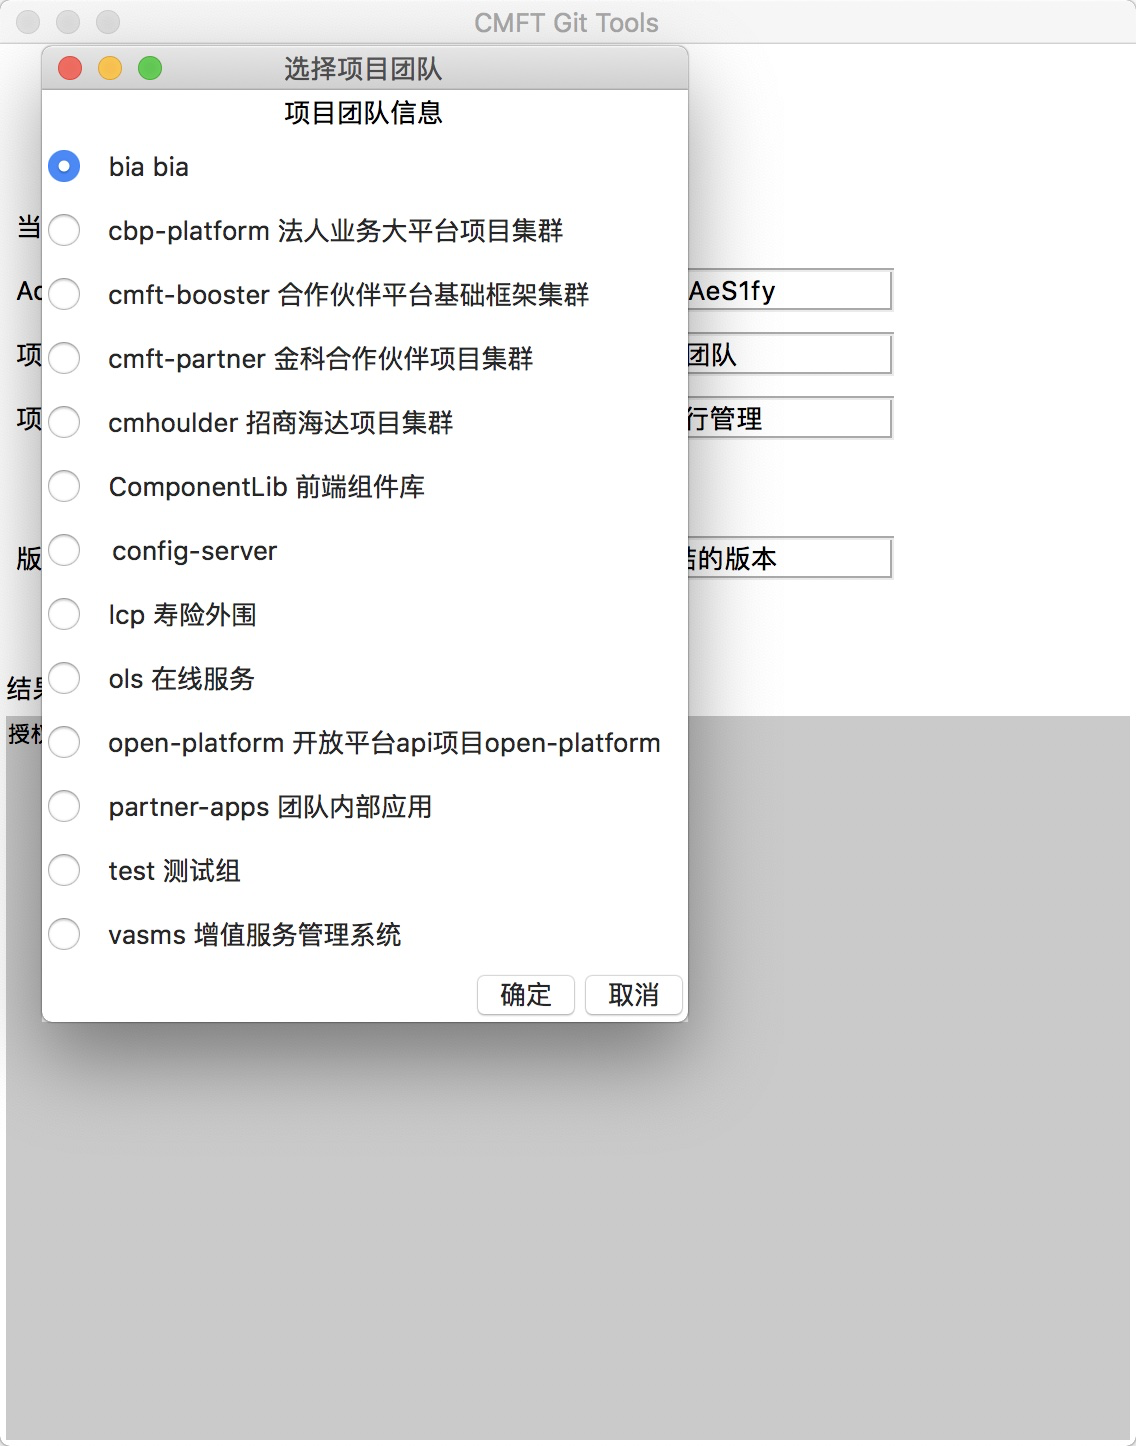 CMFT Git Tools
选择项目团队
项目团队信息
bia bia
cbp-platform 法人业务大平台项目集群
cmft-booster 合作伙伴平台基础框架集群
cmft-partner 金科合作伙伴项目集群
cmhoulder 招商海达项目集群
ComponentLib 前端组件库
config-server
lcp 寿险外围
ols 在线服务
open-platform 开放平台api项目open-platform
partner-apps 团队内部应用
test 测试组
vasms 增值服务管理系统
确定 取消
当
Ac AeS1fy
项 团队
项 行管理
版 的版本
结果
授权